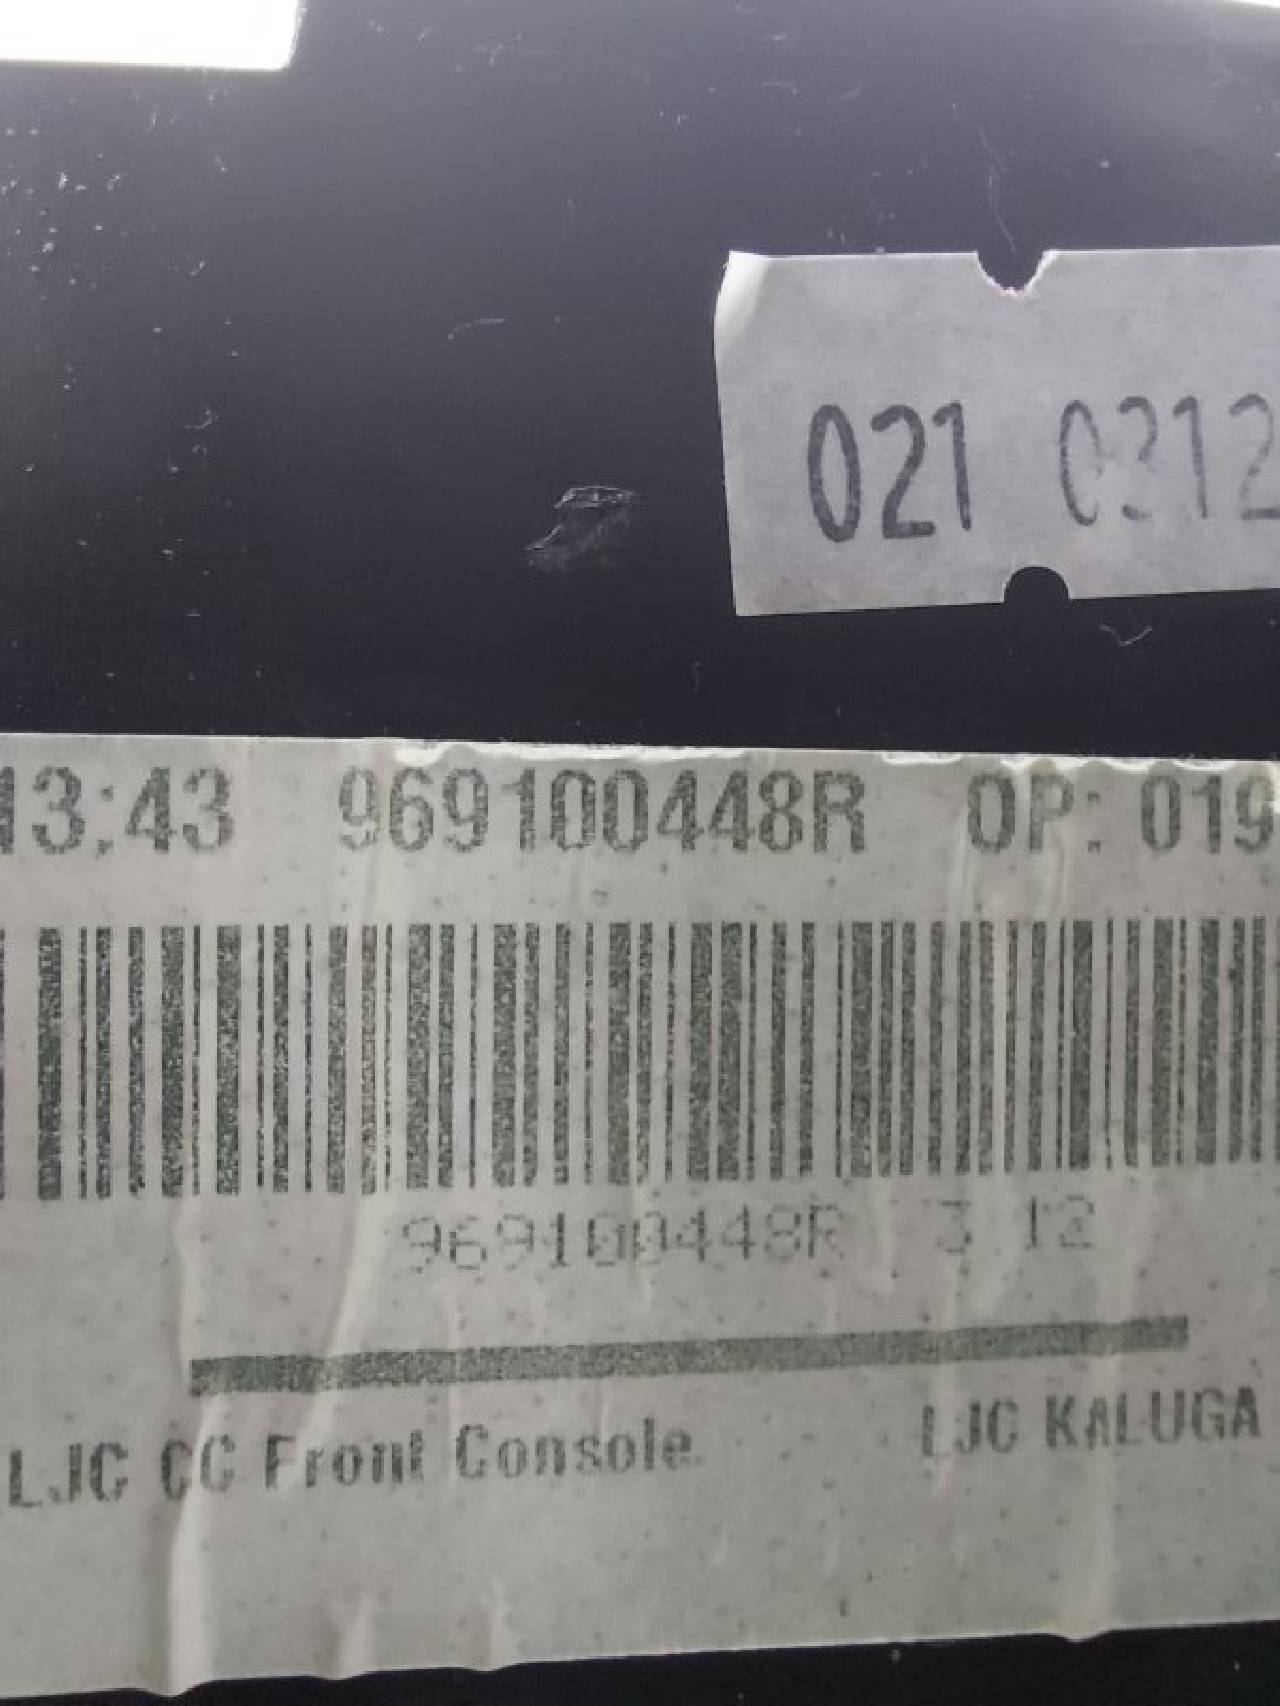 021 0312
13:43 969100448R OP: 019
969100448R 3 12
LJC CC Front Console
LJC KALUGA